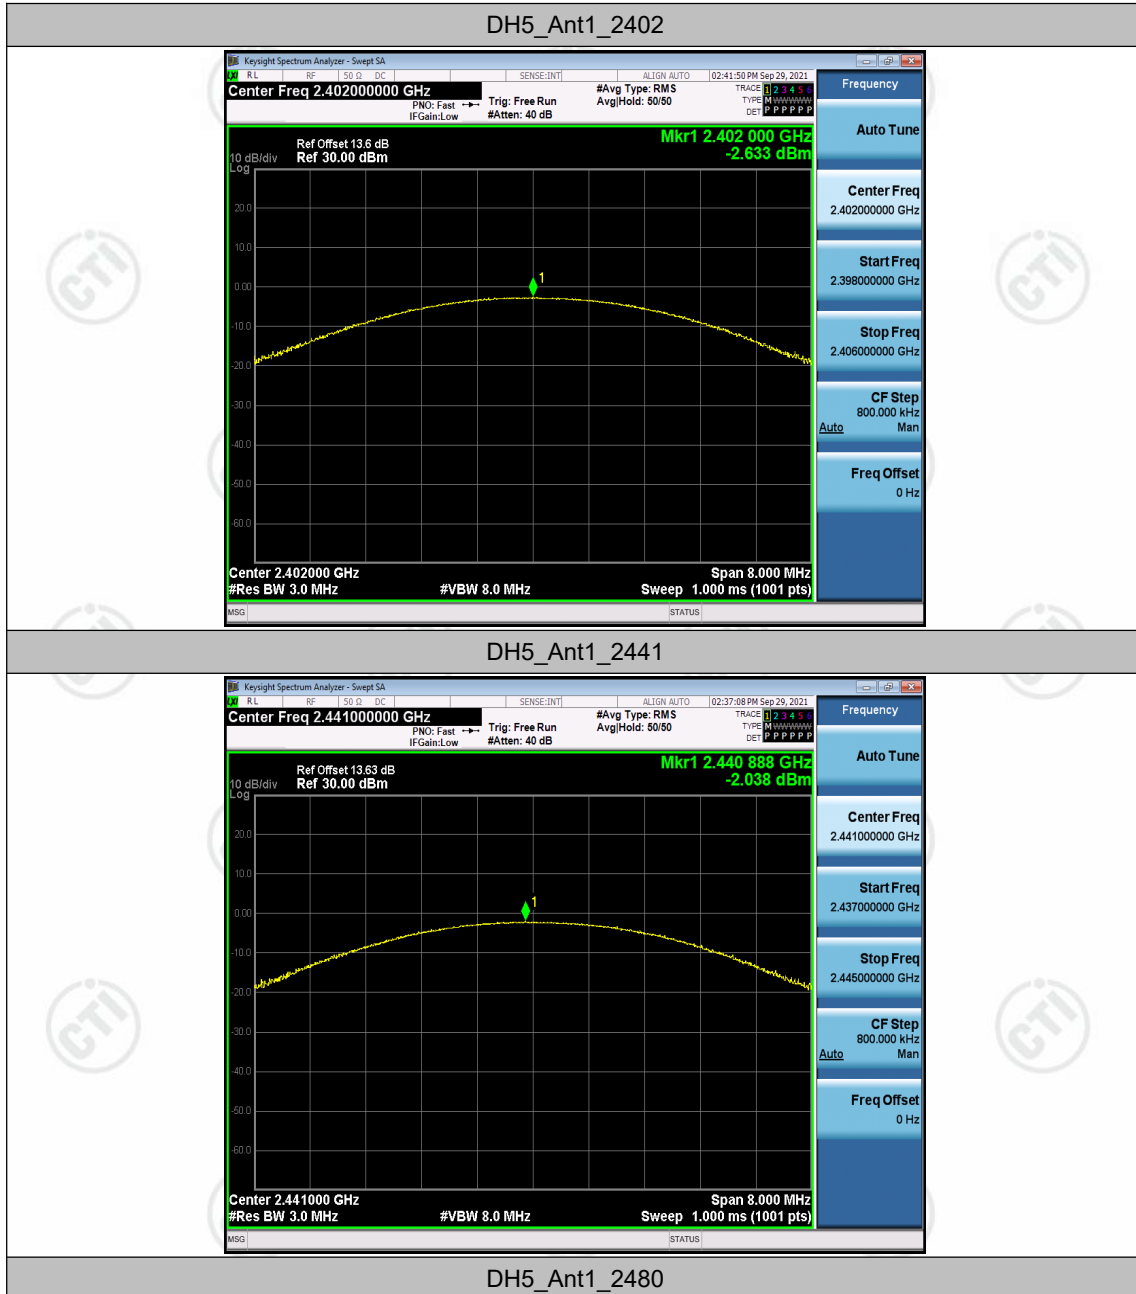 DH5_Ant1_2402
Keysight Spectrum Analyzer - Swept SA
LXI RL RF 50 Ω DC SENSE:INT ALIGN AUTO 02:41:50 PM Sep 29, 2021
Center Freq 2.402000000 GHz
PNO: Fast
IFGain:Low
Trig: Free Run
#Atten: 40 dB
#Avg Type: RMS
Avg|Hold: 50/50
TRACE 1 2 3 4 5 6
TYPE M WWWWW
DET P P P P P P
Mkr1 2.402 000 GHz
-2.633 dBm
Ref Offset 13.6 dB
10 dB/div Ref 30.00 dBm
Log
20.0
10.0
1
0.00
-10.0
-20.0
-30.0
-40.0
-50.0
-60.0
Center 2.402000 GHz Span 8.000 MHz
#Res BW 3.0 MHz #VBW 8.0 MHz Sweep 1.000 ms (1001 pts)
MSG STATUS
Frequency
Auto Tune
Center Freq
2.402000000 GHz
Start Freq
2.398000000 GHz
Stop Freq
2.406000000 GHz
CF Step
800.000 kHz
Auto Man
Freq Offset
0 Hz
CTI
CTI
DH5_Ant1_2441
Keysight Spectrum Analyzer - Swept SA
LXI RL RF 50 Ω DC SENSE:INT ALIGN AUTO 02:37:08 PM Sep 29, 2021
Center Freq 2.441000000 GHz
PNO: Fast
IFGain:Low
Trig: Free Run
#Atten: 40 dB
#Avg Type: RMS
Avg|Hold: 50/50
TRACE 1 2 3 4 5 6
TYPE M WWWWW
DET P P P P P P
Mkr1 2.440 888 GHz
-2.038 dBm
Ref Offset 13.63 dB
10 dB/div Ref 30.00 dBm
Log
20.0
10.0
1
0.00
-10.0
-20.0
-30.0
-40.0
-50.0
-60.0
Center 2.441000 GHz Span 8.000 MHz
#Res BW 3.0 MHz #VBW 8.0 MHz Sweep 1.000 ms (1001 pts)
MSG STATUS
Frequency
Auto Tune
Center Freq
2.441000000 GHz
Start Freq
2.437000000 GHz
Stop Freq
2.445000000 GHz
CF Step
800.000 kHz
Auto Man
Freq Offset
0 Hz
CTI
CTI
DH5_Ant1_2480